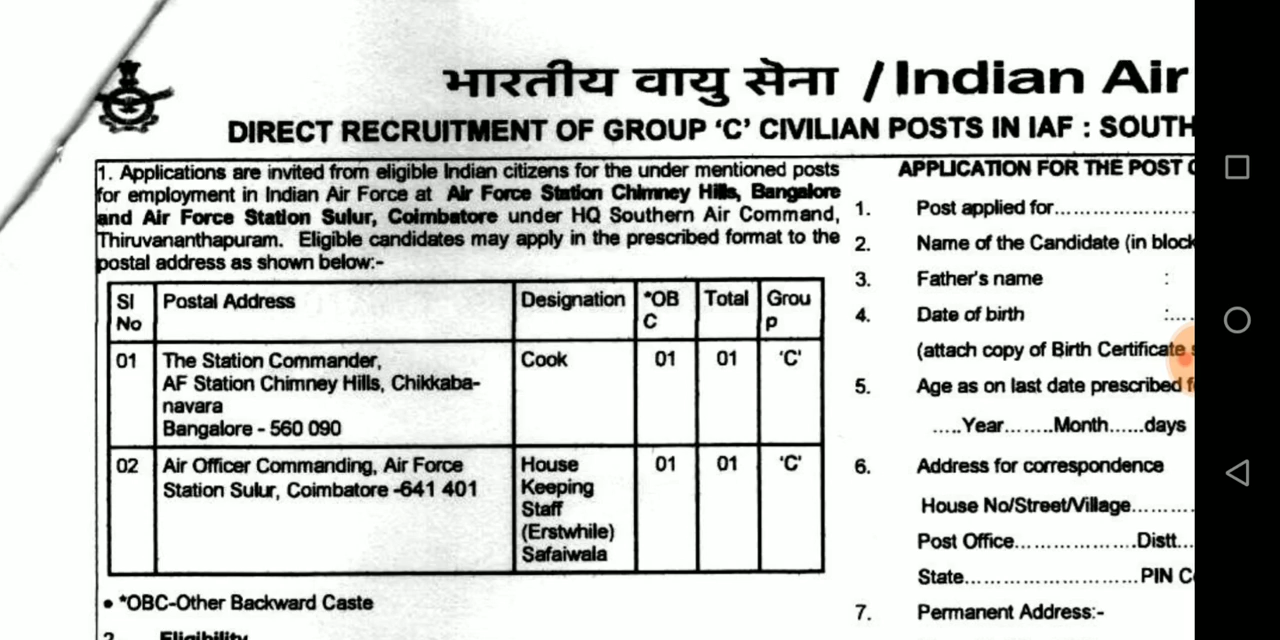 भारतीय वायु सेना / Indian Air
DIRECT RECRUITMENT OF GROUP ‘C’ CIVILIAN POSTS IN IAF : SOUTH
1. Applications are invited from eligible Indian citizens for the under mentioned posts
for employment in Indian Air Force at Air Force Station Chimney Hills, Bangalore
and Air Force Station Sulur, Coimbatore under HQ Southern Air Command,
Thiruvananthapuram. Eligible candidates may apply in the prescribed format to the
postal address as shown below:-
Sl No Postal Address Designation *OBC Total Group
01 The Station Commander, Cook 01 01 ‘C’
AF Station Chimney Hills, Chikkaba-
navara
Bangalore - 560 090
02 Air Officer Commanding, Air Force House 01 01 ‘C’
Station Sulur, Coimbatore -641 401 Keeping
Staff
(Erstwhile)
Safaiwala
• *OBC-Other Backward Caste
2. Eligibility
APPLICATION FOR THE POST
1. Post applied for......................
2. Name of the Candidate (in block
3. Father's name :
4. Date of birth :....
(attach copy of Birth Certificate
5. Age as on last date prescribed
.....Year........Month......days
6. Address for correspondence
House No/Street/Village..........
Post Office..................Distt...
State.........................PIN
7. Permanent Address:-